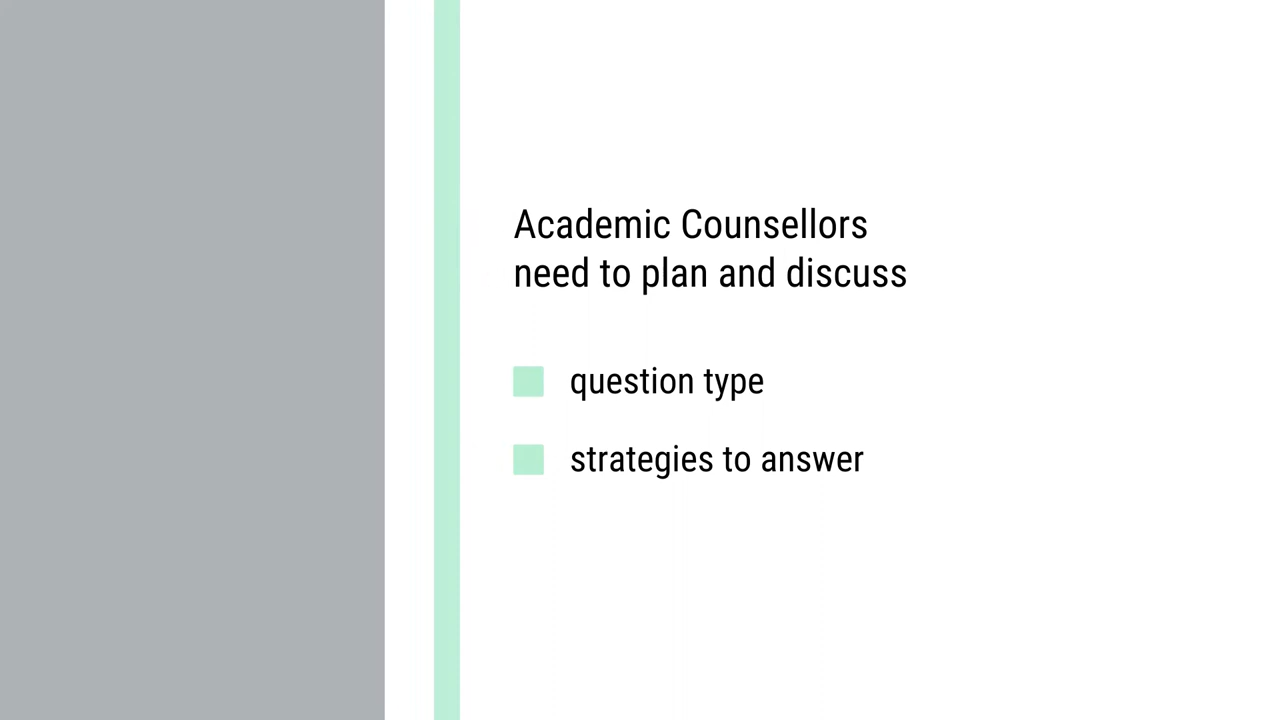 Academic Counsellors
need to plan and discuss
question type
strategies to answer